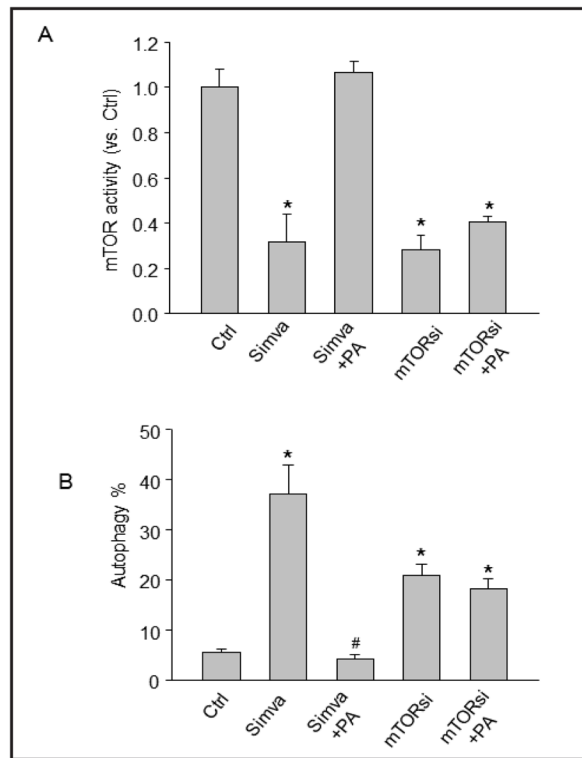 A
mTOR activity (vs. Ctrl)
1.2
1.0
0.8
0.6
0.4
0.2
0.0
*
*
*
Ctrl
Simva
Simva
+PA
mTORsi
mTORsi
+PA
B
Autophagy %
50
40
30
20
10
0
*
#
*
*
Ctrl
Simva
Simva
+PA
mTORsi
mTORsi
+PA